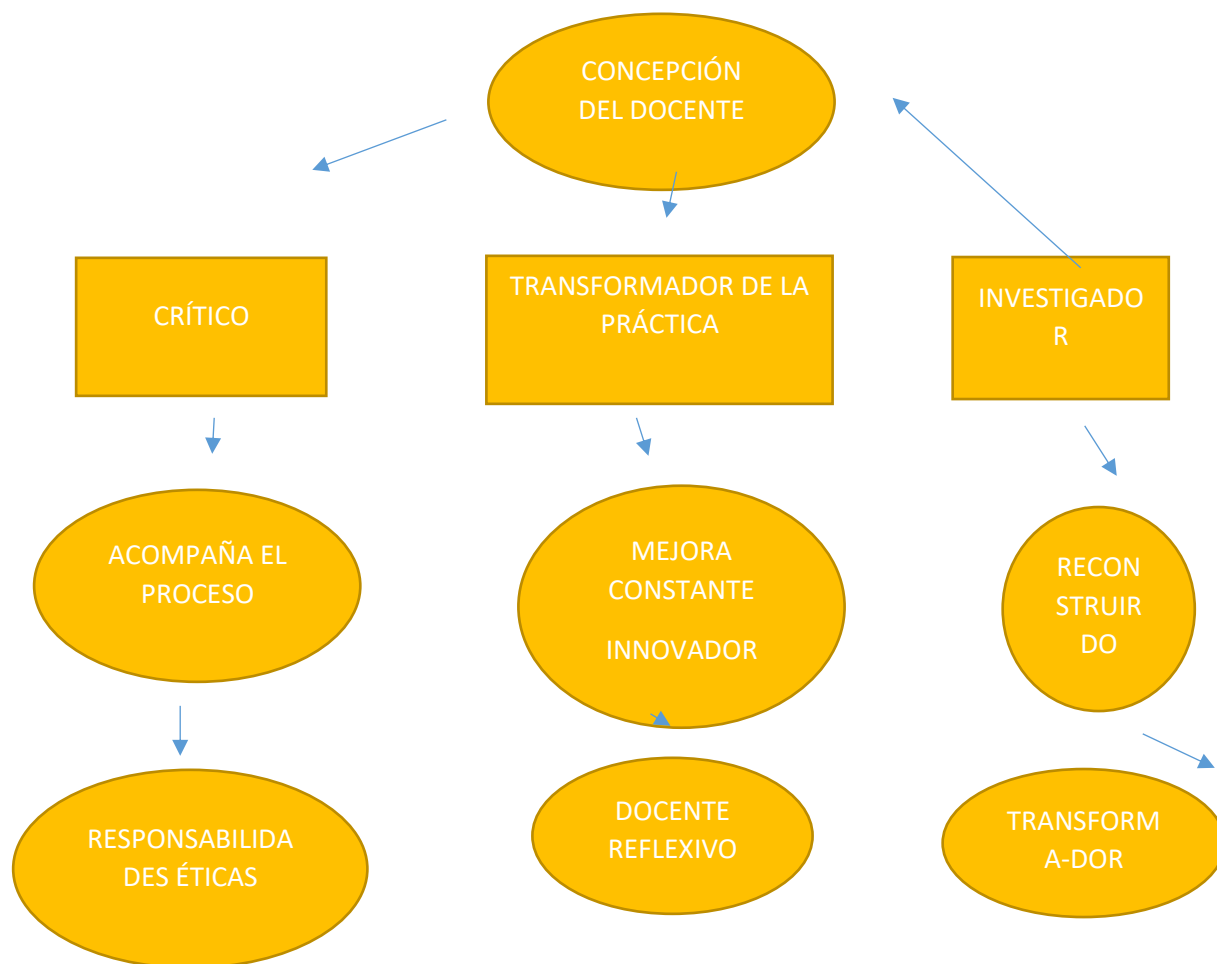 CONCEPCIÓN
DEL DOCENTE
CRÍTICO
TRANSFORMADOR DE LA
PRÁCTICA
INVESTIGADO
R
ACOMPAÑA EL
PROCESO
MEJORA
CONSTANTE
INNOVADOR
RECON
STRUIR
DO
RESPONSABILIDA
DES ÉTICAS
DOCENTE
REFLEXIVO
TRANSFORM
A-DOR